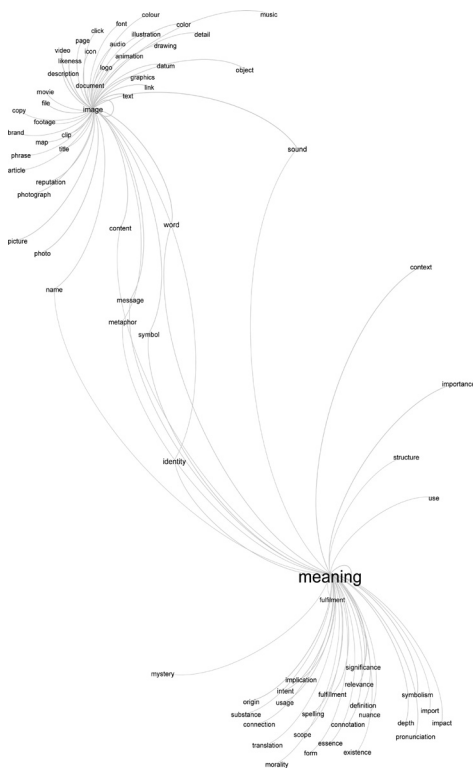 music
colour
font
color
click
illustration
detail
page
audio
drawing
video
icon
animation
likeness
logo
datum
description
object
graphics
document
link
movie
text
file
copy
image
footage
brand
clip
map
sound
phrase
title
article
reputation
photograph
word
content
picture
photo
context
name
message
metaphor
symbol
importance
structure
identity
use
meaning
fulfilment
significance
mystery
implication
relevance
intent
fulfillment
symbolism
origin
usage
definition
substance
spelling
nuance
import
connection
connotation
depth
impact
scope
pronunciation
translation
essence
form
existence
morality